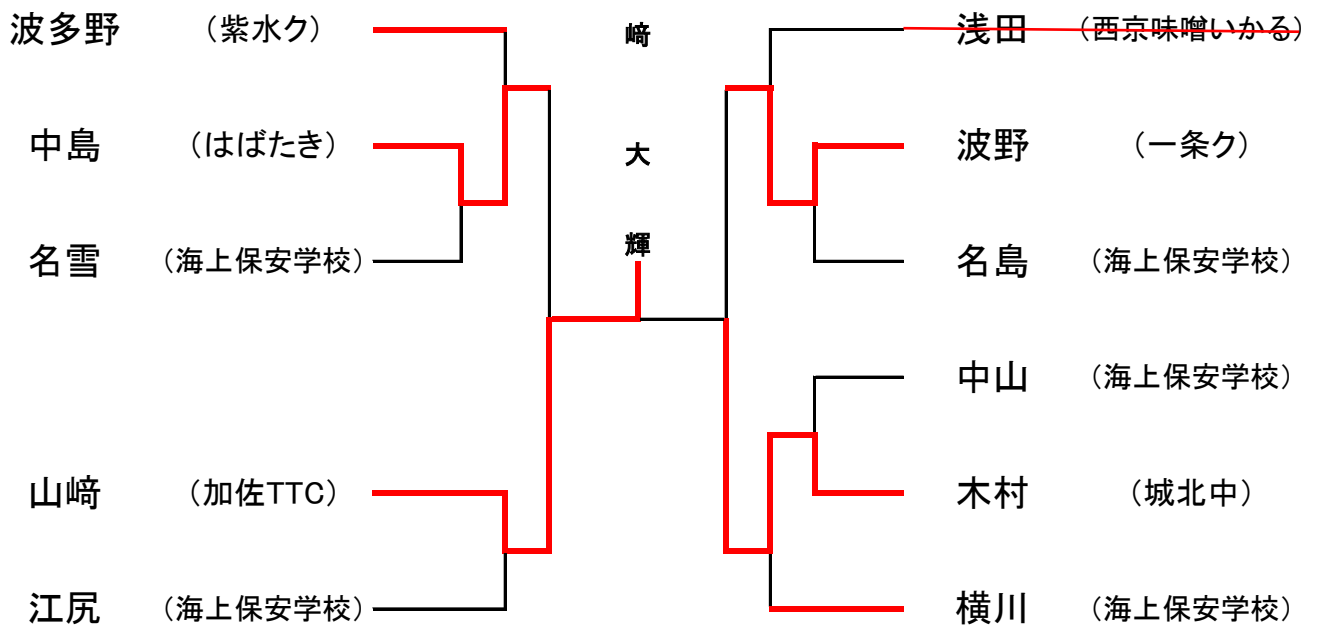 波多野 (紫水ク)
中島 (はばたき)
名雪 (海上保安学校)
山﨑 (加佐TTC)
江尻 (海上保安学校)
﨑大輝
浅田 (西京味噌いかる)
波野 (一条ク)
名島 (海上保安学校)
中山 (海上保安学校)
木村 (城北中)
横川 (海上保安学校)